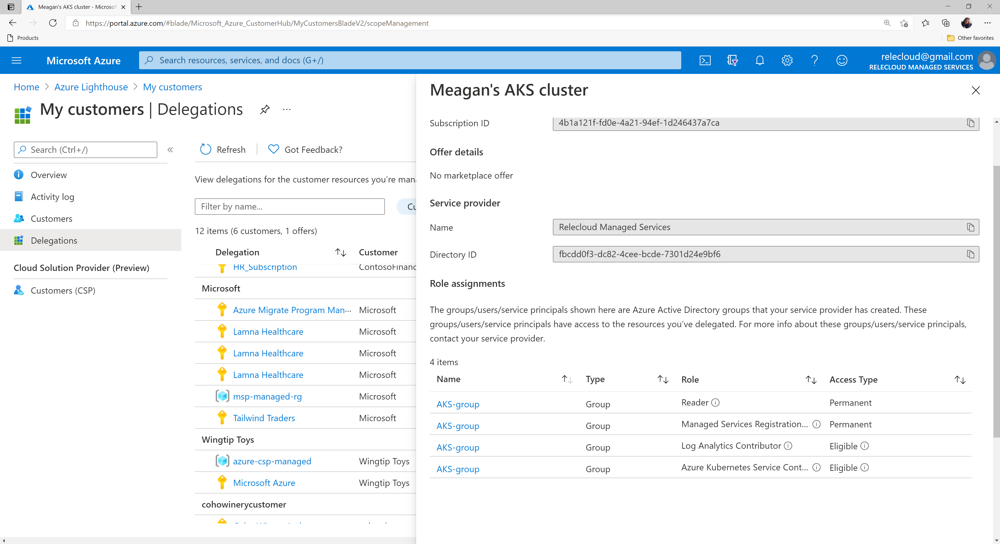 Meagan's AKS cluster - Microsof
https://portal.azure.com/#blade/Microsoft_Azure_CustomerHub/MyCustomersBladeV2/scopeManagement
Products
Other favorites
Microsoft Azure
Search resources, services, and docs (G+/)
relecloud@gmail.com
RELECLOUD MANAGED SERVICES
Home > Azure Lighthouse > My customers
My customers | Delegations
...
Search (Ctrl+/)
«
Overview
Activity log
Customers
Delegations
Cloud Solution Provider (Preview)
Customers (CSP)
Refresh
Got Feedback?
View delegations for the customer resources you're man
Filter by name...
Cu
12 items (6 customers, 1 offers)
Delegation Customer
HR_Subscription ContosoFinanc
Microsoft
Azure Migrate Program Man... Microsoft
Lamna Healthcare Microsoft
Lamna Healthcare Microsoft
Lamna Healthcare Microsoft
msp-managed-rg Microsoft
Tailwind Traders Microsoft
Wingtip Toys
azure-csp-managed Wingtip Toys
Microsoft Azure Wingtip Toys
cohowinerycustomer
Meagan's AKS cluster
Subscription ID 4b1a121f-fd0e-4a21-94ef-1d246437a7ca
Offer details
No marketplace offer
Service provider
Name Relecloud Managed Services
Directory ID fbcdd0f3-dc82-4cee-bcde-7301d24e9bf6
Role assignments
The groups/users/service principals shown here are Azure Active Directory groups that your service provider has created. These
groups/users/service principals have access to the resources you've delegated. For more info about these groups/users/service principals,
contact your service provider.
4 items
Name Type Role Access Type
AKS-group Group Reader Permanent
AKS-group Group Managed Services Registration... Permanent
AKS-group Group Log Analytics Contributor Eligible
AKS-group Group Azure Kubernetes Service Cont... Eligible